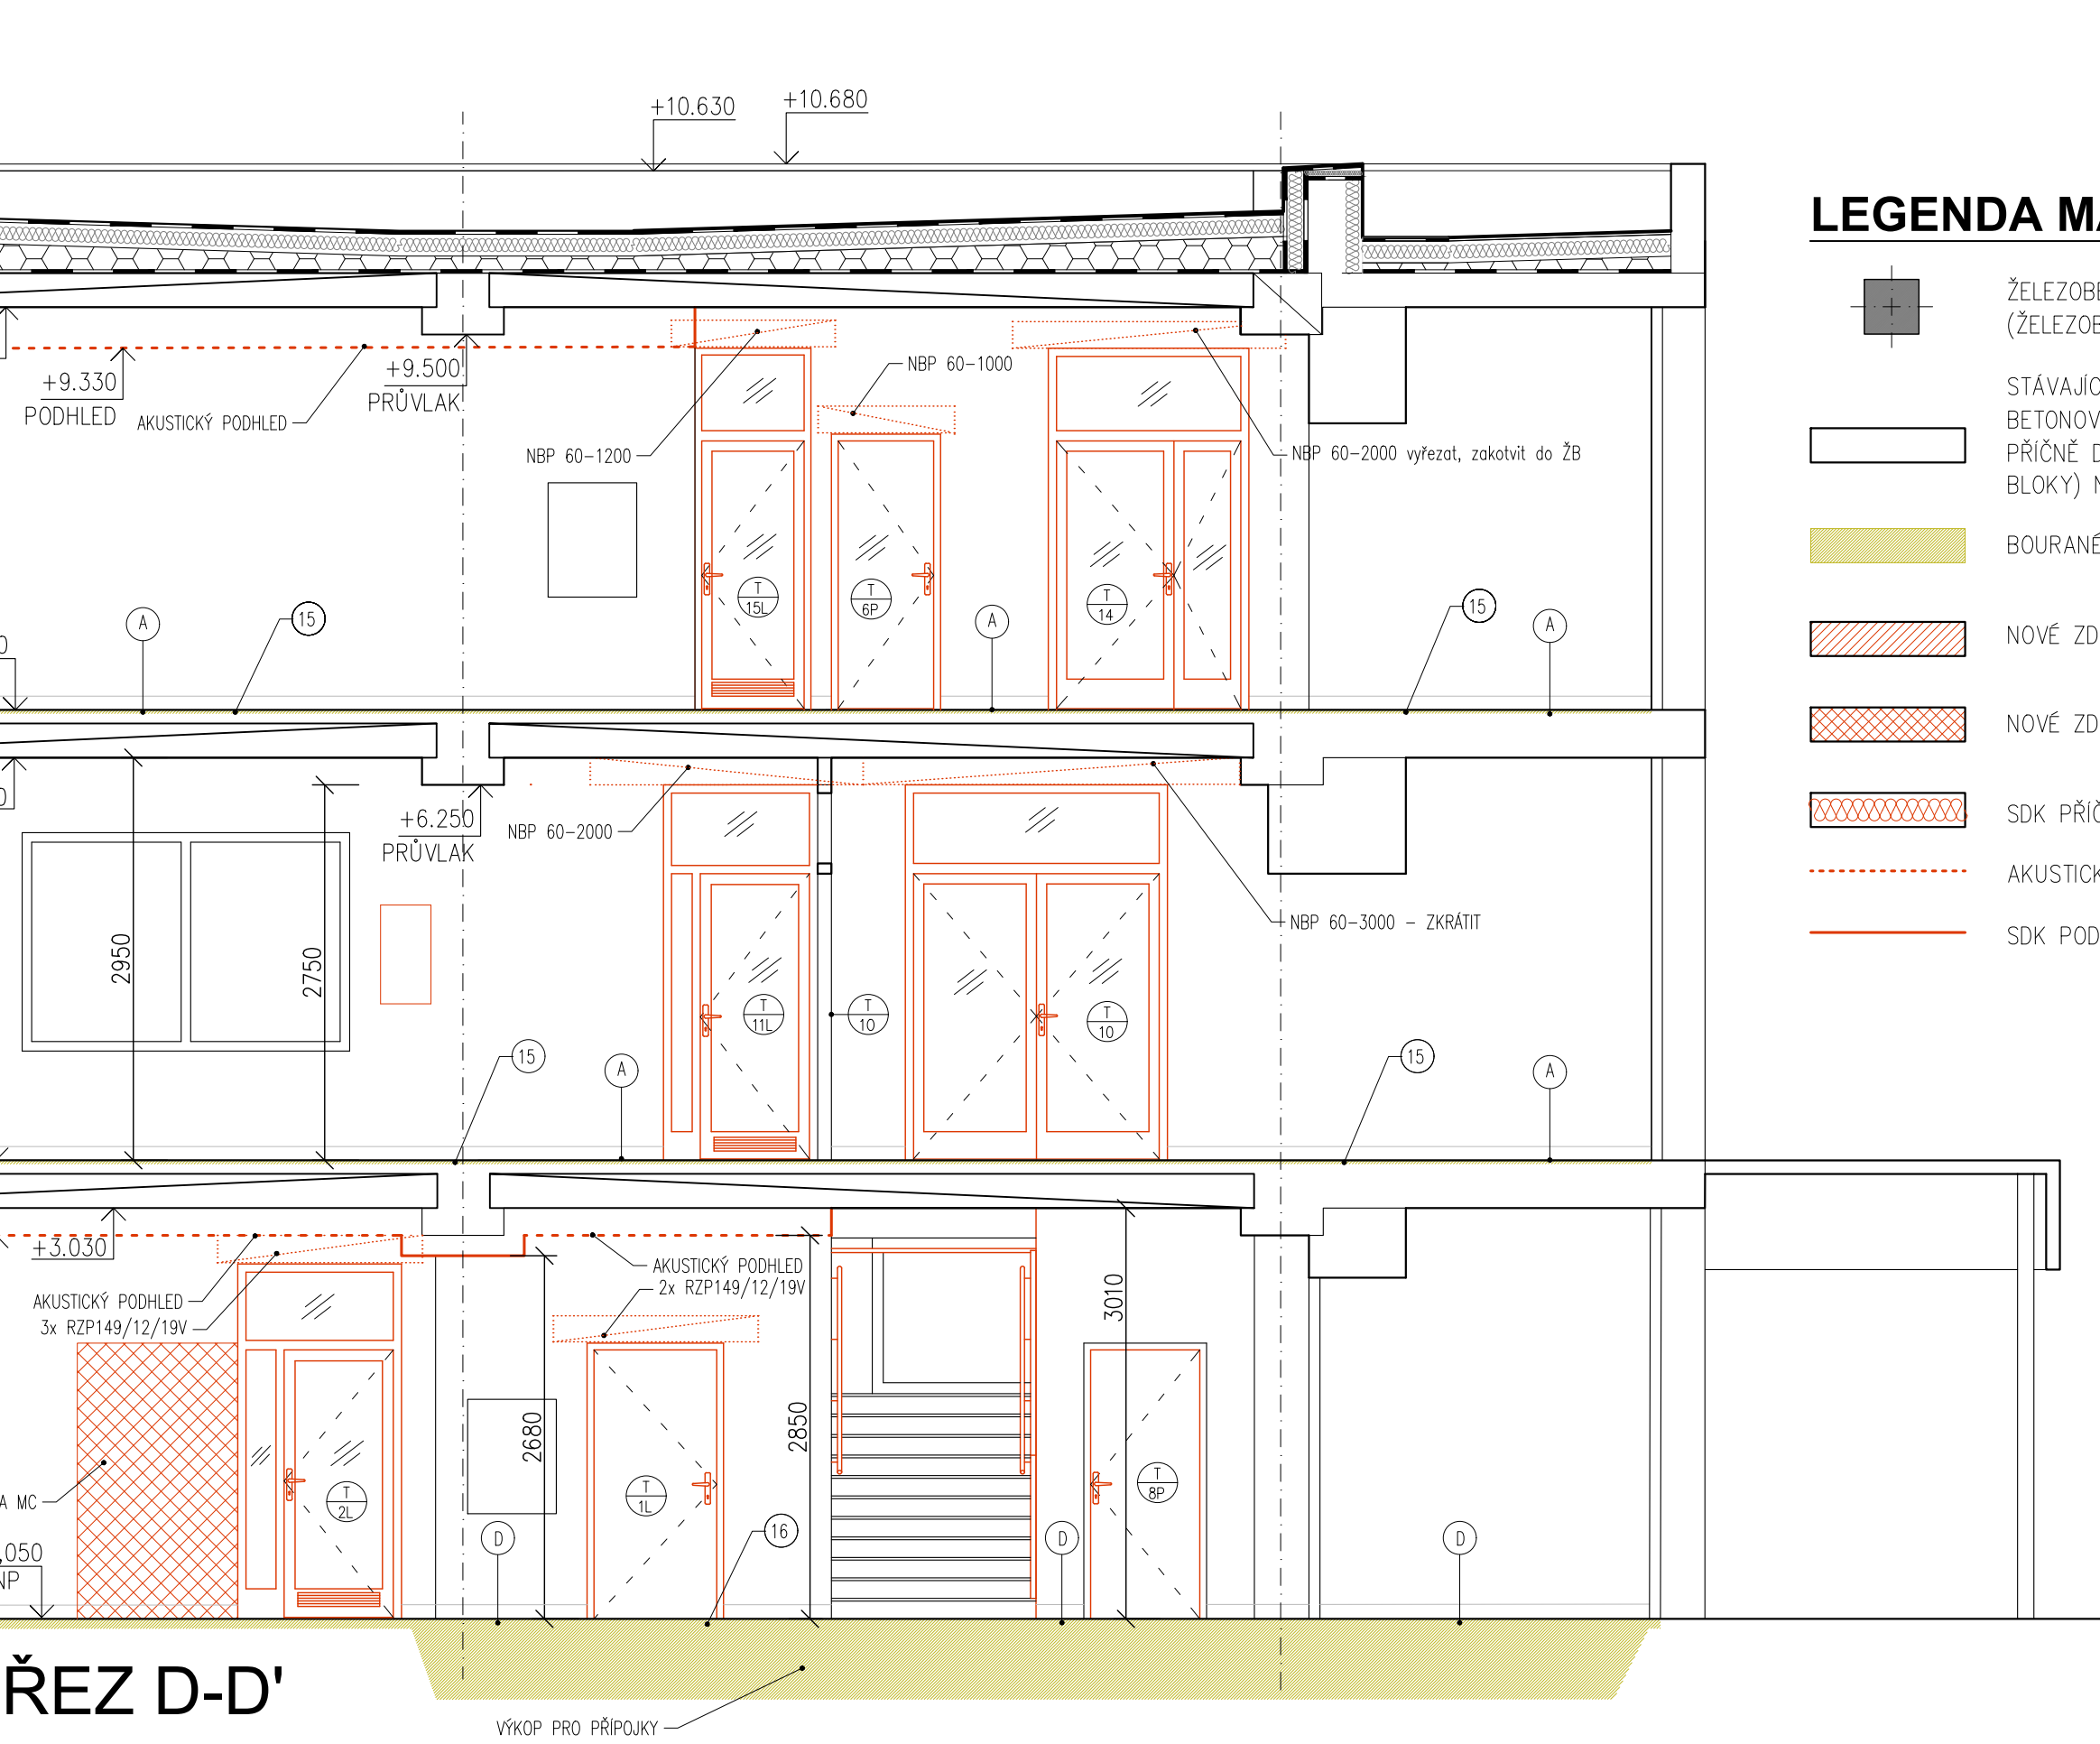 +10.630
+10.680
LEGENDA MA
ŽELEZOBE
(ŽELEZOB
STÁVAJÍC
BETONOV
PŘÍČNĚ D
BLOKY) N
BOURANÉ
NOVÉ ZD
NOVÉ ZD
SDK PŘÍČ
AKUSTICK
SDK POD
+9.330
PODHLED
AKUSTICKÝ PODHLED
+9.500
PRŮVLAK
NBP 60-1000
NBP 60-1200
NBP 60-2000 vyřezat, zakotvit do ŽB
T
15L
T
6P
T
14
A
15
A
15
A
+6.250
PRŮVLAK
NBP 60-2000
NBP 60-3000 - ZKRÁTIT
2950
2750
T
11L
T
10
T
10
15
A
15
A
+3.030
AKUSTICKÝ PODHLED
3x RZP149/12/19V
AKUSTICKÝ PODHLED
2x RZP149/12/19V
3010
2850
2680
A MC
T
2L
T
1L
T
8P
,050
NP
D
16
D
D
ŘEZ D-D'
VÝKOP PRO PŘÍPOJKY